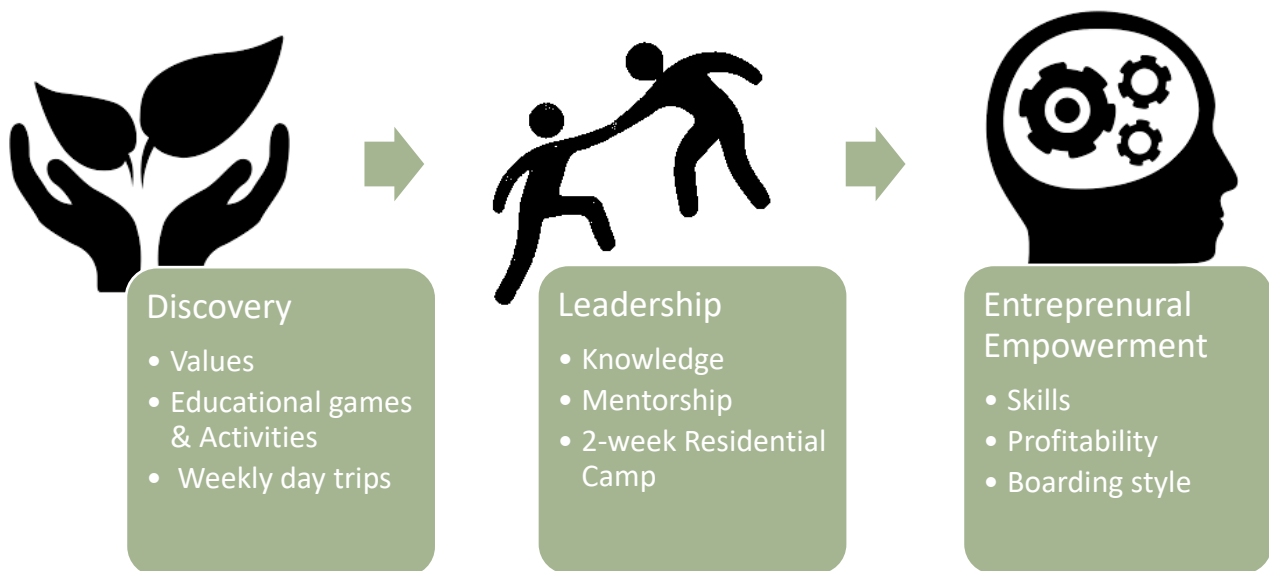 Discovery
• Values
• Educational games
& Activities
• Weekly day trips
Leadership
• Knowledge
• Mentorship
• 2-week Residential
Camp
Entreprenural
Empowerment
• Skills
• Profitability
• Boarding style